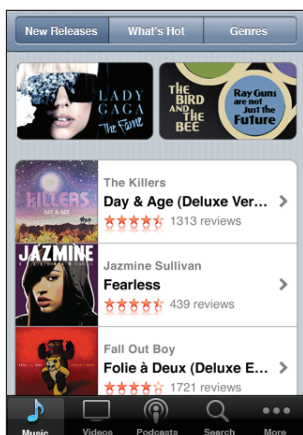 New Releases
What's Hot
Genres
LADY
GAGA
The Fame
THE
BIRD
AND
THE
BEE
Ray Guns
are not
Just The
Future
KILLERS
DAY & AGE
The Killers
Day & Age (Deluxe Ver...
1313 reviews
JAZMINE
Jazmine Sullivan
Fearless
439 reviews
Fall Out Boy
Folie à Deux (Deluxe E...
1721 reviews
Music
Videos
Podcasts
Search
More